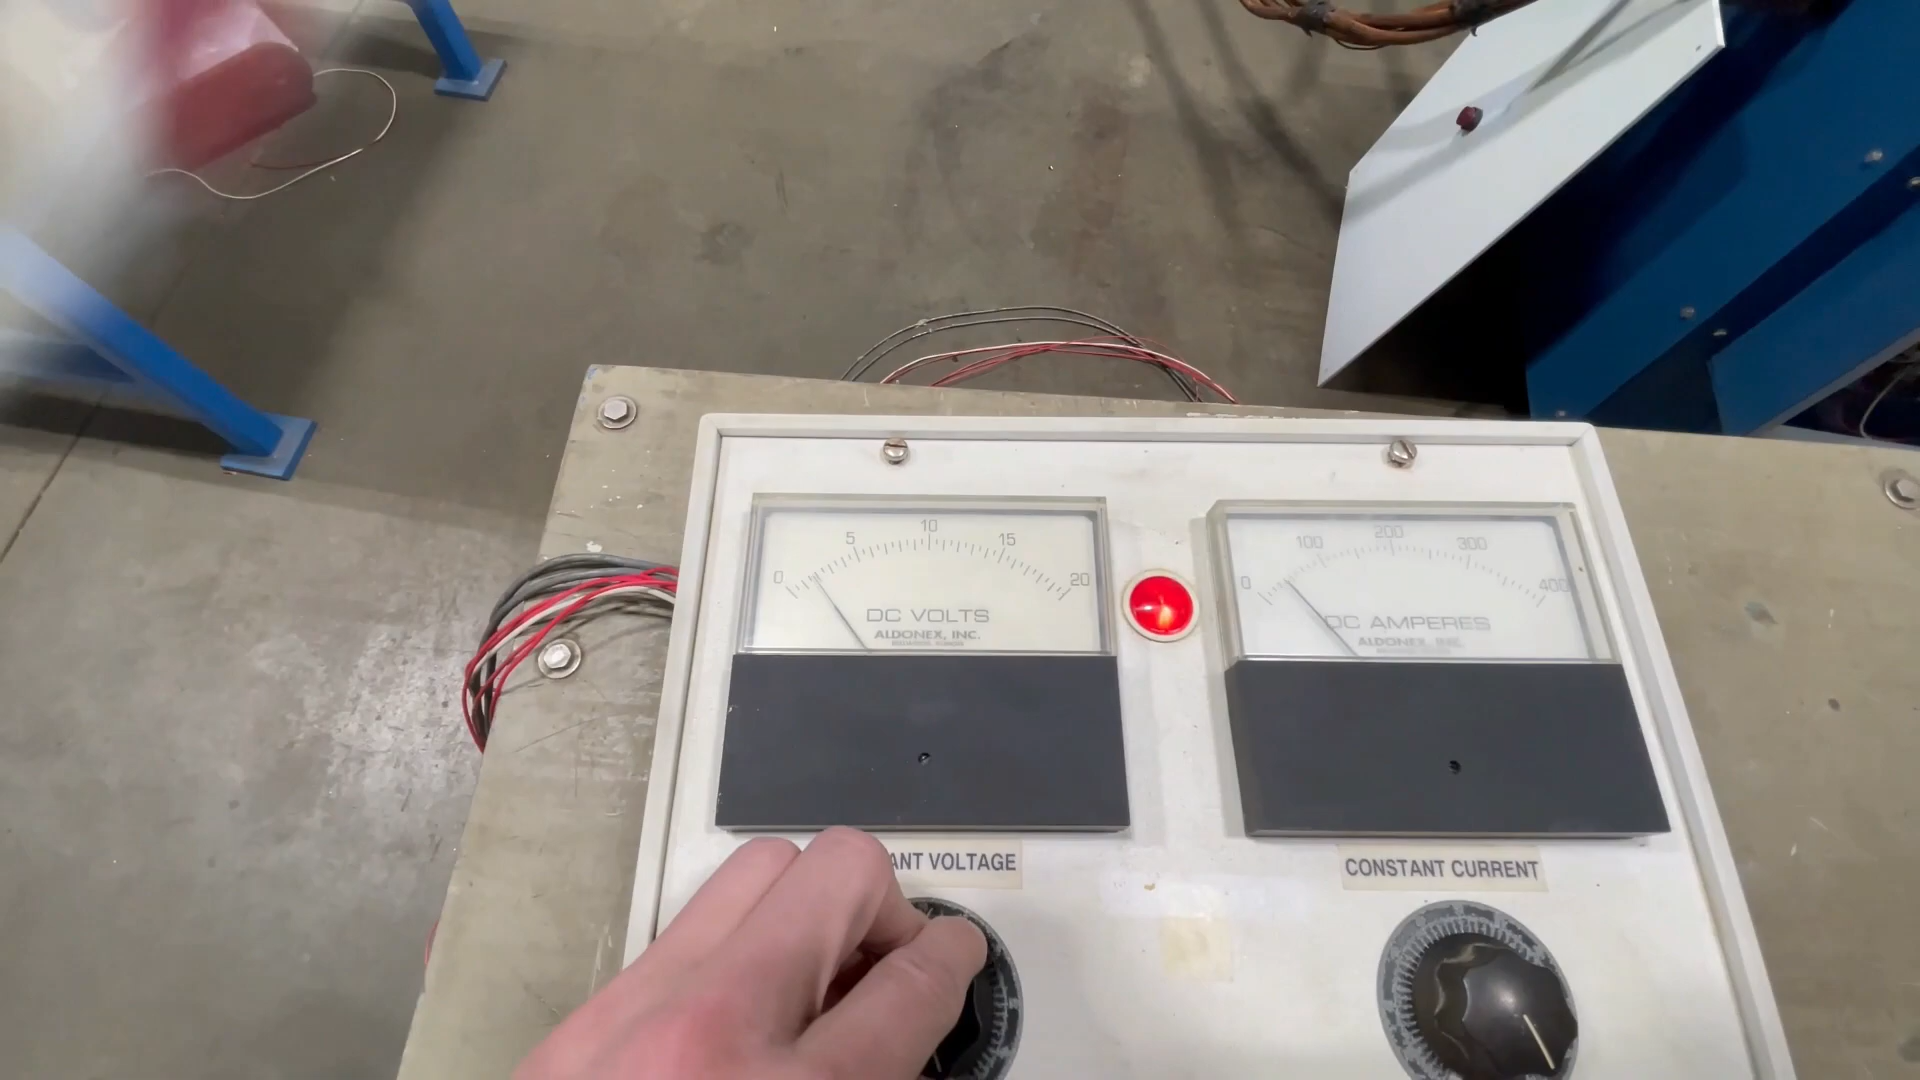 0 5 10 15 20
DC VOLTS
ALDONEX, INC.
0 100 200 300 400
DC AMPERES
ALDONEX, INC.
ANT VOLTAGE
CONSTANT CURRENT